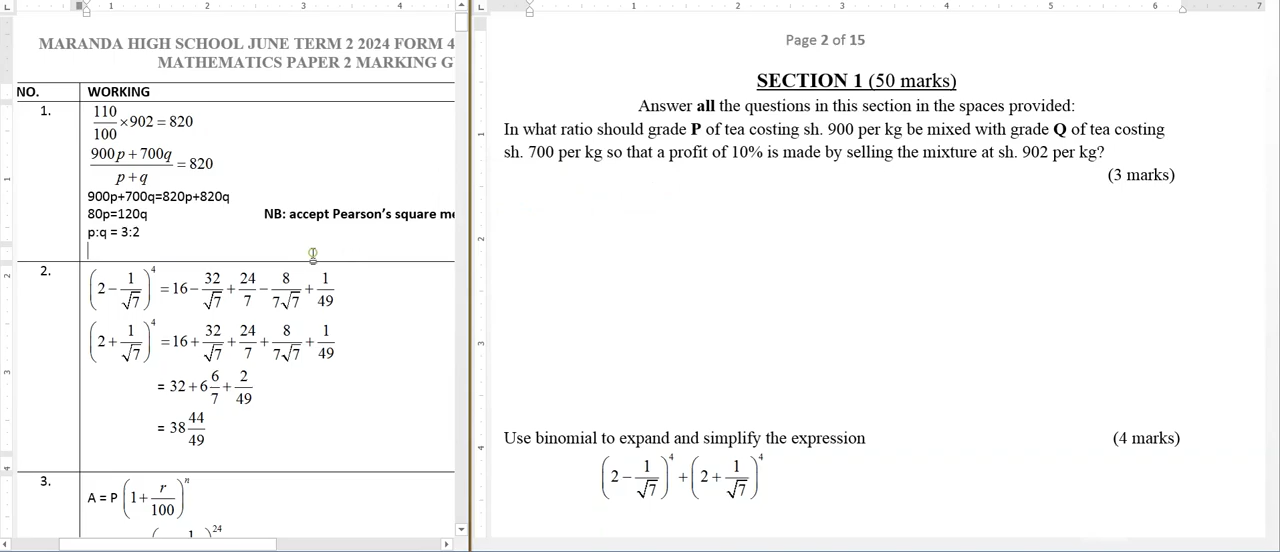 MARANDA HIGH SCHOOL JUNE TERM 2 2024 FORM 4
MATHEMATICS PAPER 2 MARKING G
NO. WORKING
1. 110/100 ×902 = 820
(900p + 700q)/(p + q) = 820
900p+700q=820p+820q
80p=120q NB: accept Pearson's square me
p:q = 3:2
2. (2 − 1/√7)^4 = 16 − 32/√7 + 24/7 − 8/7√7 + 1/49
(2 + 1/√7)^4 = 16 + 32/√7 + 24/7 + 8/7√7 + 1/49
= 32 + 6 6/7 + 2/49
= 38 44/49
3. A = P (1 + r/100)^n
Page 2 of 15
SECTION 1 (50 marks)
Answer all the questions in this section in the spaces provided:
In what ratio should grade P of tea costing sh. 900 per kg be mixed with grade Q of tea costing
sh. 700 per kg so that a profit of 10% is made by selling the mixture at sh. 902 per kg?
(3 marks)
Use binomial to expand and simplify the expression (4 marks)
(2 − 1/√7)^4 + (2 + 1/√7)^4